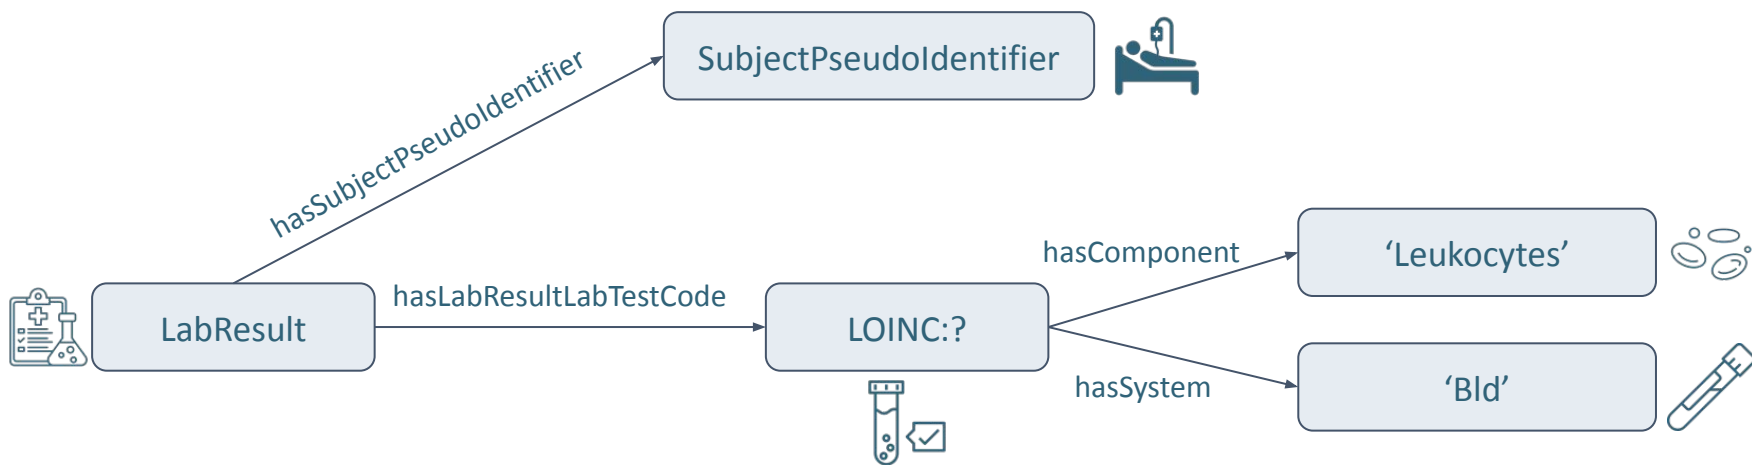 SubjectPseudoIdentifier
hasSubjectPseudoIdentifier
hasComponent
‘Leukocytes’
LabResult
hasLabResultLabTestCode
LOINC:?
hasSystem
‘Bld’